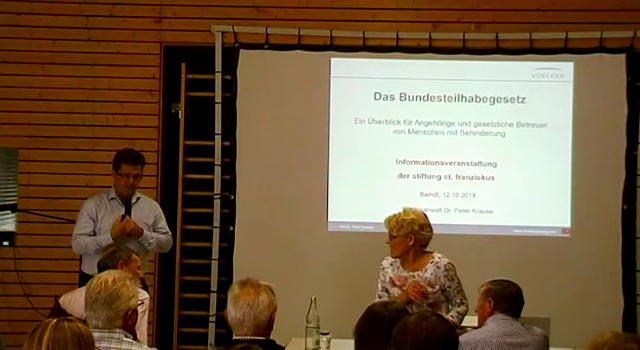 VOELKER
Das Bundesteilhabegesetz
Ein Überblick für Angehörige und gesetzliche Betreuer
von Menschen mit Behinderung
Informationsveranstaltung
der stiftung st. franziskus
Baindt, 12.10.2018
Dr. Peter Krause